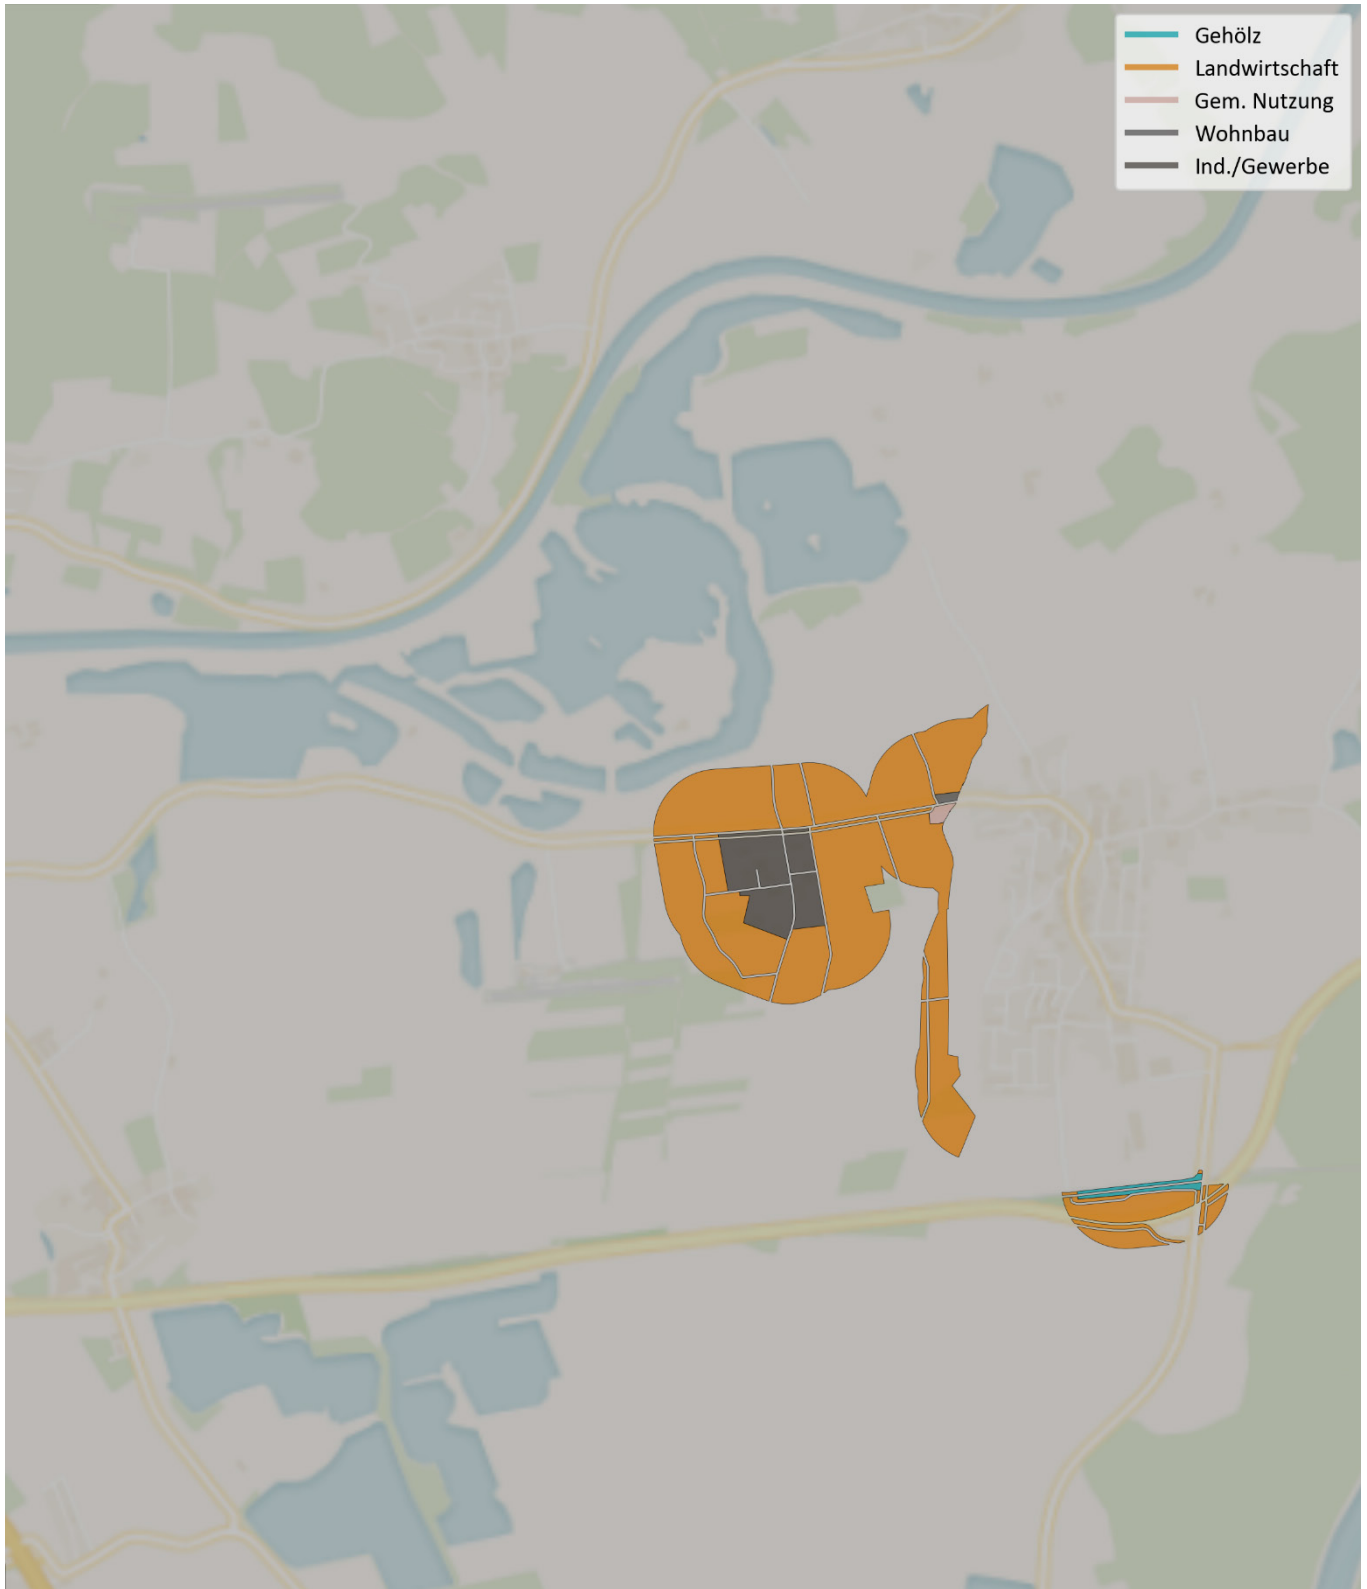 Gehölz
Landwirtschaft
Gem. Nutzung
Wohnbau
Ind./Gewerbe